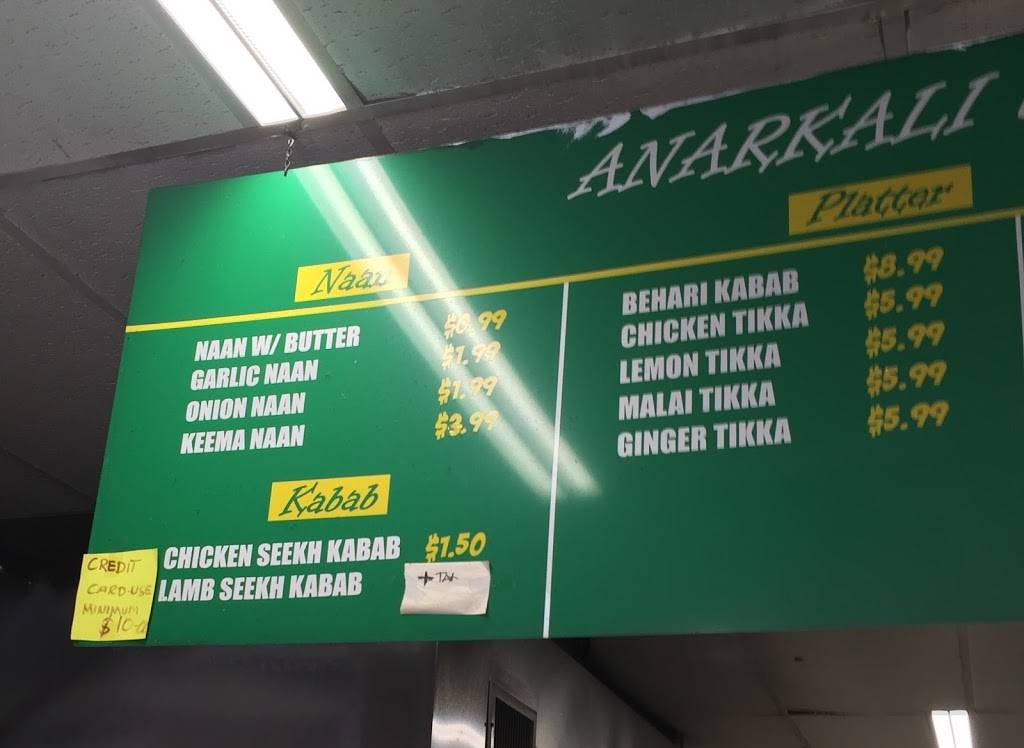 ANARKALI
Naan
NAAN W/ BUTTER $0.99
GARLIC NAAN $1.99
ONION NAAN $1.99
KEEMA NAAN $3.99
Kabab
CHICKEN SEEKH KABAB $1.50
LAMB SEEKH KABAB
+ TAX
CREDIT
CARD USE
MINIMUM
$10
Platter
BEHARI KABAB $8.99
CHICKEN TIKKA $5.99
LEMON TIKKA $5.99
MALAI TIKKA $5.99
GINGER TIKKA $5.99